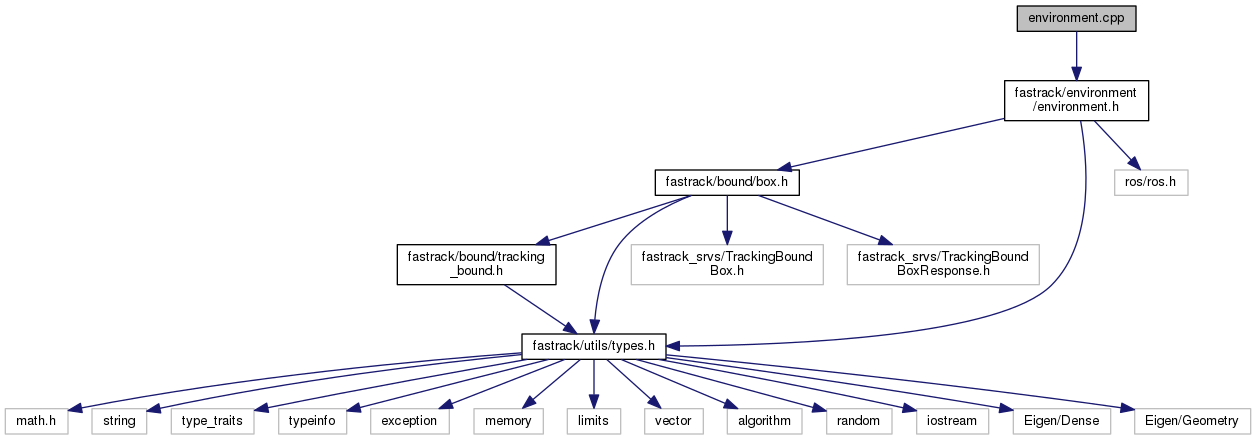 environment.cpp
fastrack/environment
/environment.h
fastrack/bound/box.h
ros/ros.h
fastrack/bound/tracking
_bound.h
fastrack_srvs/TrackingBound
Box.h
fastrack_srvs/TrackingBound
BoxResponse.h
fastrack/utils/types.h
math.h
string
type_traits
typeinfo
exception
memory
limits
vector
algorithm
random
iostream
Eigen/Dense
Eigen/Geometry